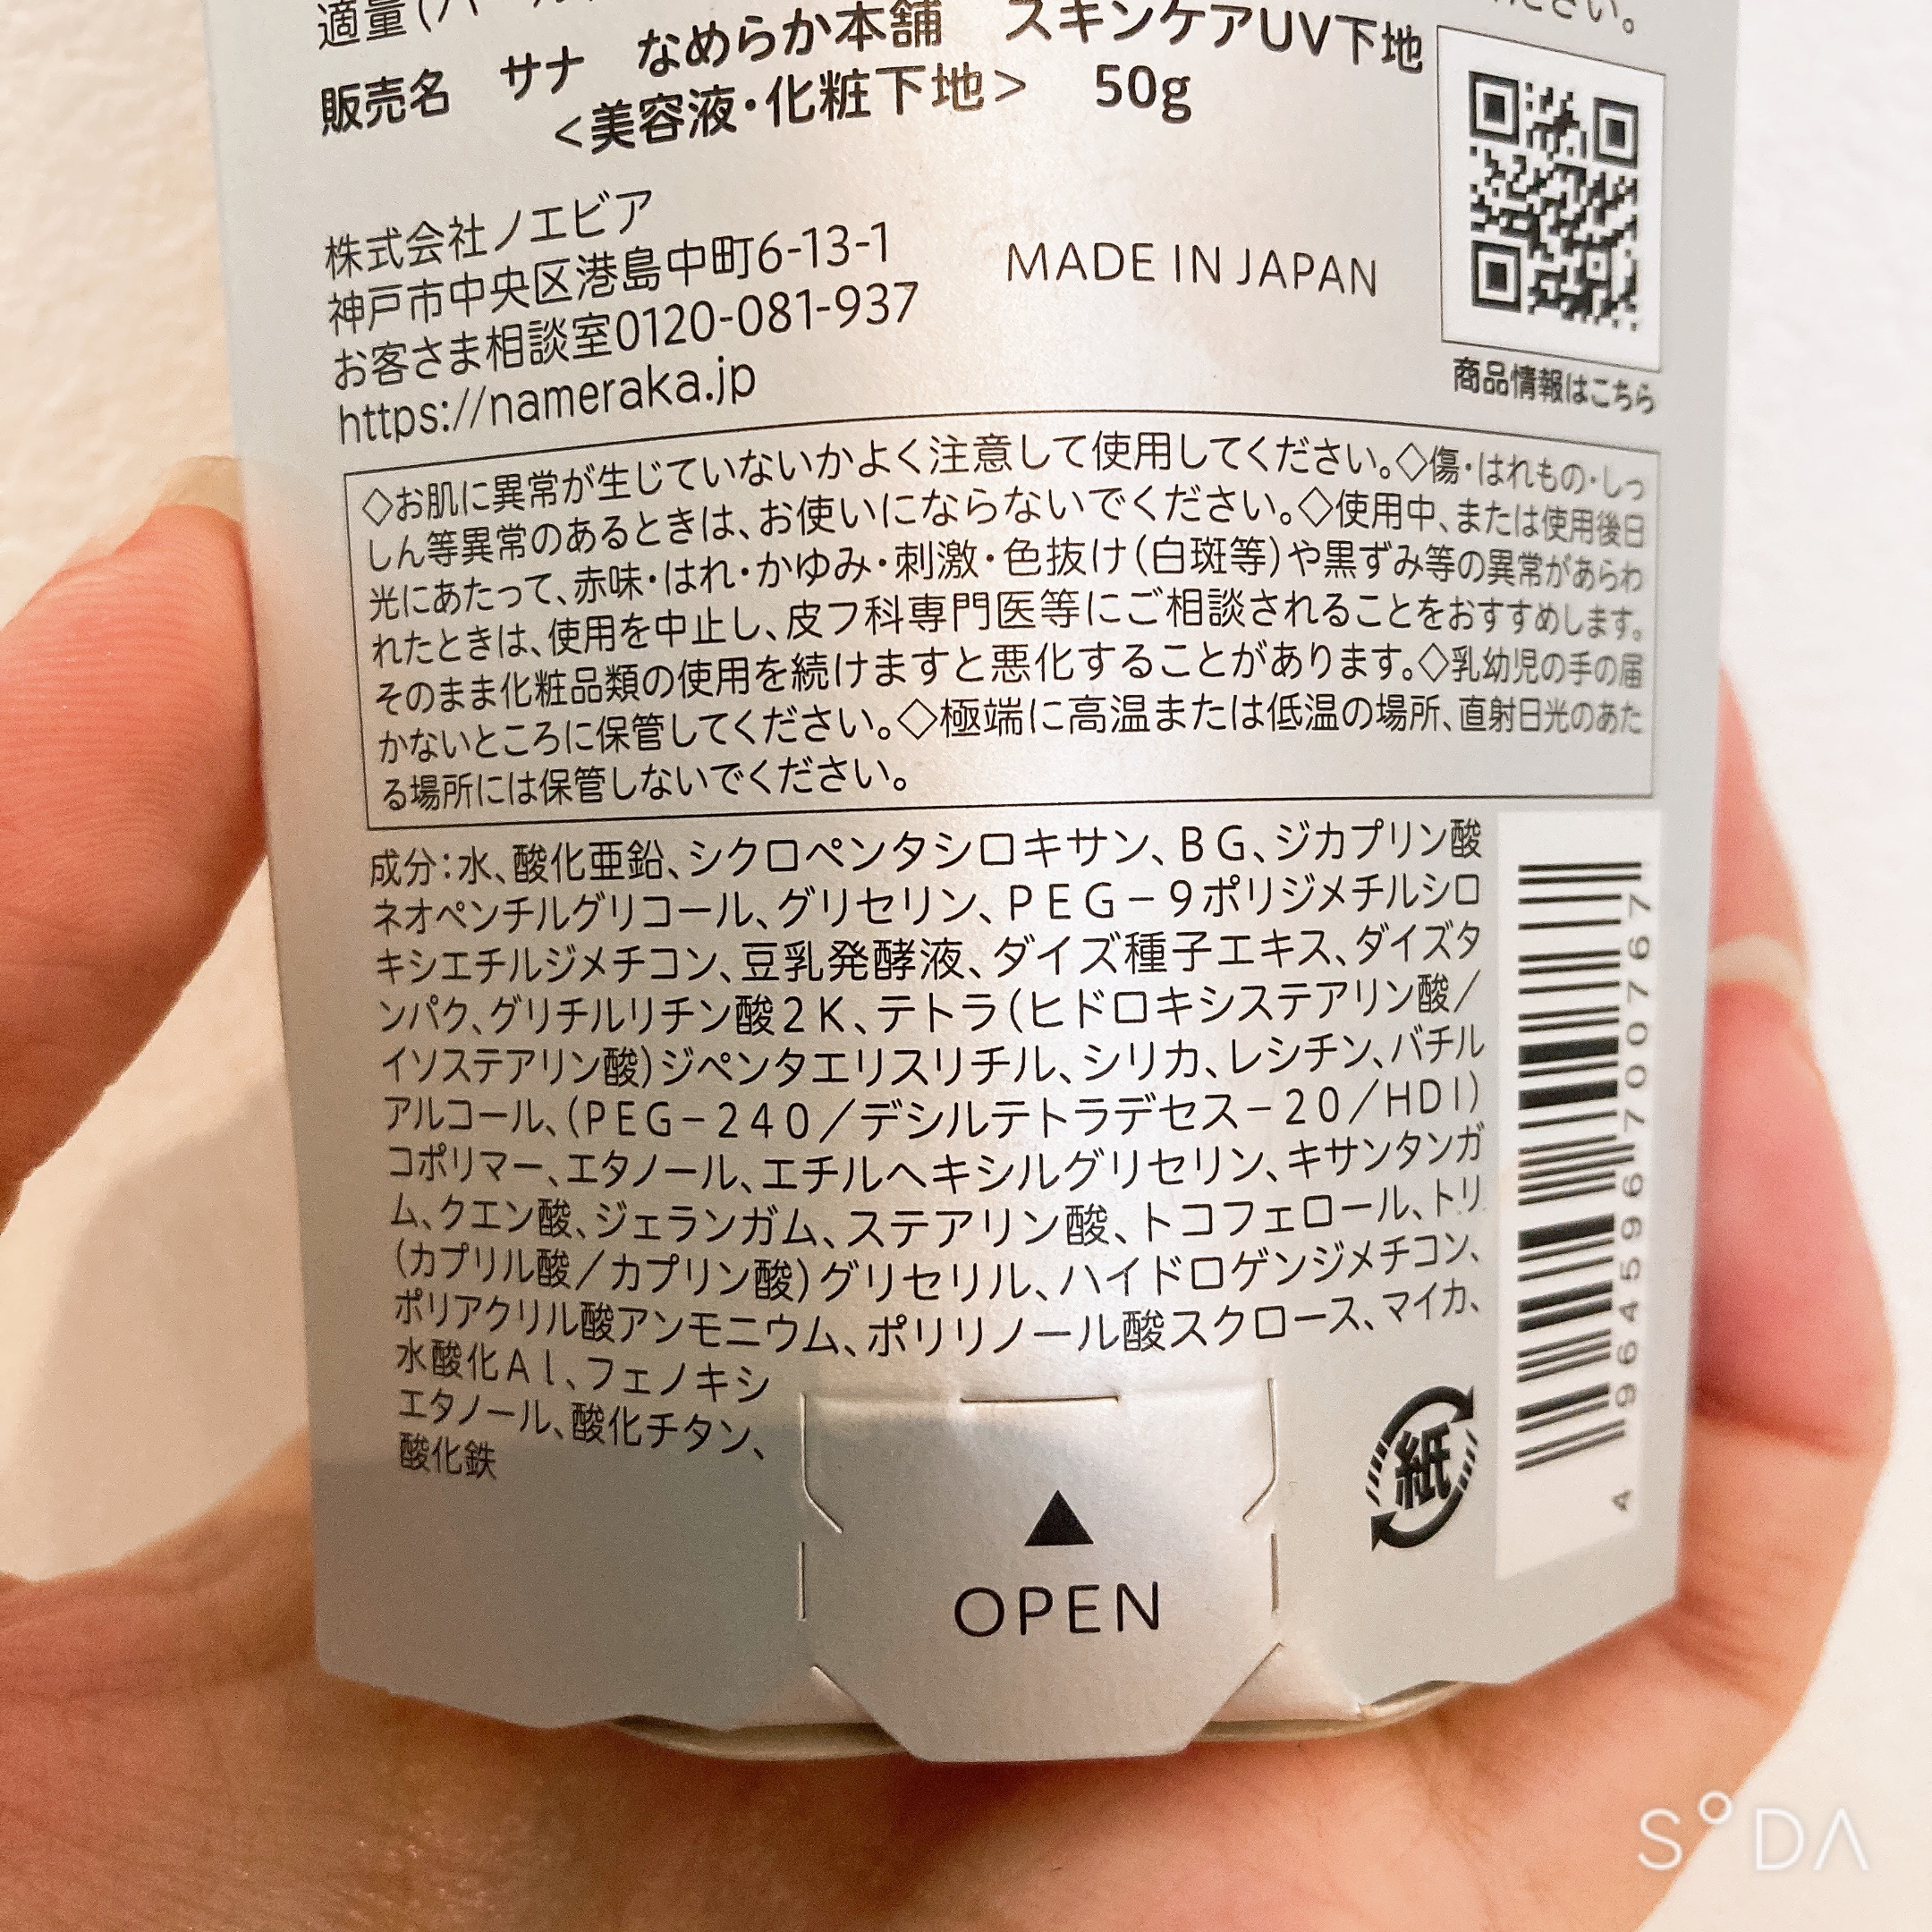 適量
ください。
販売名 サナ なめらか本舗 スキンケアUV下地
<美容液・化粧下地> 50g
株式会社ノエビア
神戸市中央区港島中町6-13-1
お客さま相談室0120-081-937
https://nameraka.jp
MADE IN JAPAN
商品情報はこちら
◇お肌に異常が生じていないかよく注意して使用してください。◇傷・はれもの・しっ
しん等異常のあるときは、お使いにならないでください。◇使用中、または使用後日
光にあたって、赤味・はれ・かゆみ・刺激・色抜け(白斑等)や黒ずみ等の異常があらわ
れたときは、使用を中止し、皮フ科専門医等にご相談されることをおすすめします。
そのまま化粧品類の使用を続けますと悪化することがあります。◇乳幼児の手の届
かないところに保管してください。◇極端に高温または低温の場所、直射日光のあた
る場所には保管しないでください。
成分:水、酸化亜鉛、シクロペンタシロキサン、BG、ジカプリン酸
ネオペンチルグリコール、グリセリン、PEG-9ポリジメチルシロ
キシエチルジメチコン、豆乳発酵液、ダイズ種子エキス、ダイズタ
ンパク、グリチルリチン酸2K、テトラ(ヒドロキシステアリン酸/
イソステアリン酸)ジペンタエリスリチル、シリカ、レシチン、バチル
アルコール、(PEG-240/デシルテトラデセス-20/HDI)
コポリマー、エタノール、エチルヘキシルグリセリン、キサンタンガ
ム、クエン酸、ジェランガム、ステアリン酸、トコフェロール、トリ
(カプリル酸/カプリン酸)グリセリル、ハイドロゲンジメチコン、
ポリアクリル酸アンモニウム、ポリリノール酸スクロース、マイカ、
水酸化Al、フェノキシ
エタノール、酸化チタン、
酸化鉄
4964596700767
紙
OPEN
SODA